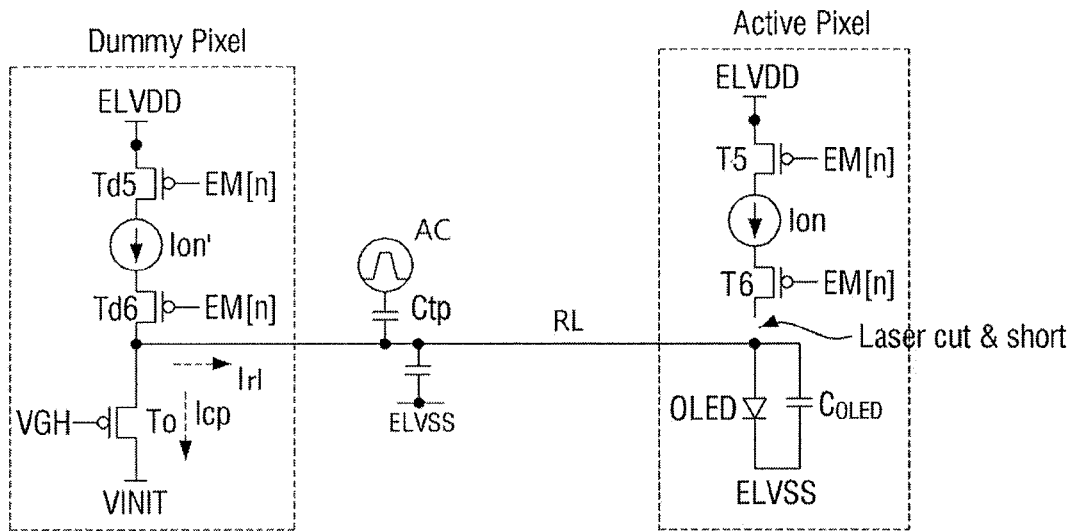 Dummy Pixel
Active Pixel
ELVDD
ELVDD
Td5
EM[n]
T5
EM[n]
Ion'
AC
Ion
Td6
EM[n]
Ctp
T6
EM[n]
RL
Laser cut & short
Irl
VGH
To
Icp
ELVSS
OLED
COLED
VINIT
ELVSS